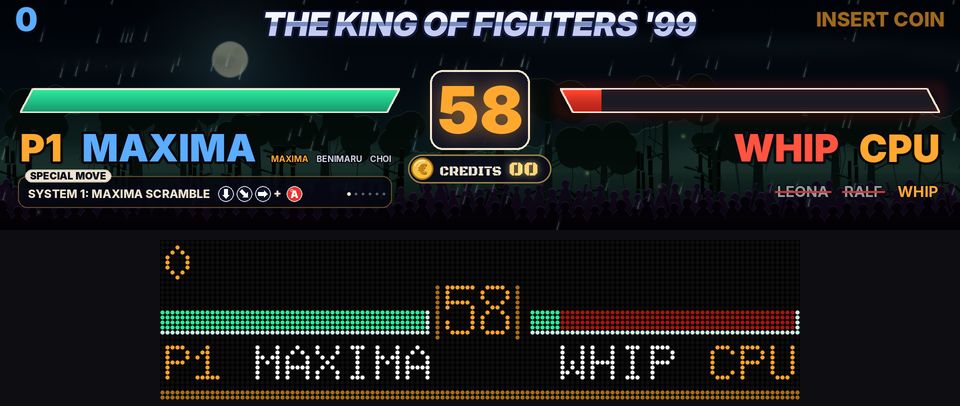 0
THE KING OF FIGHTERS '99
INSERT COIN
58
P1 MAXIMA
MAXIMA BENIMARU CHOI
WHIP CPU
CREDITS 00
SPECIAL MOVE
SYSTEM 1: MAXIMA SCRAMBLE + A
LEONA RALF WHIP
0
58
P1 MAXIMA
WHIP CPU